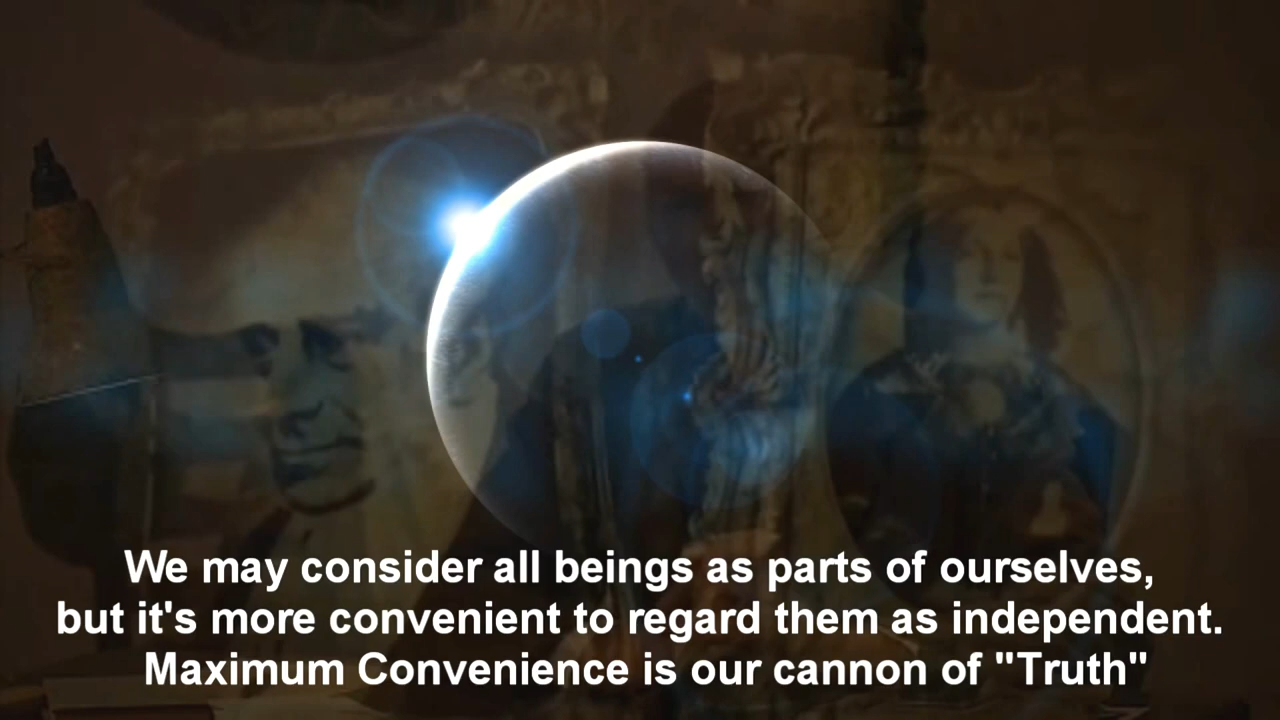 We may consider all beings as parts of ourselves,
but it's more convenient to regard them as independent.
Maximum Convenience is our cannon of "Truth"